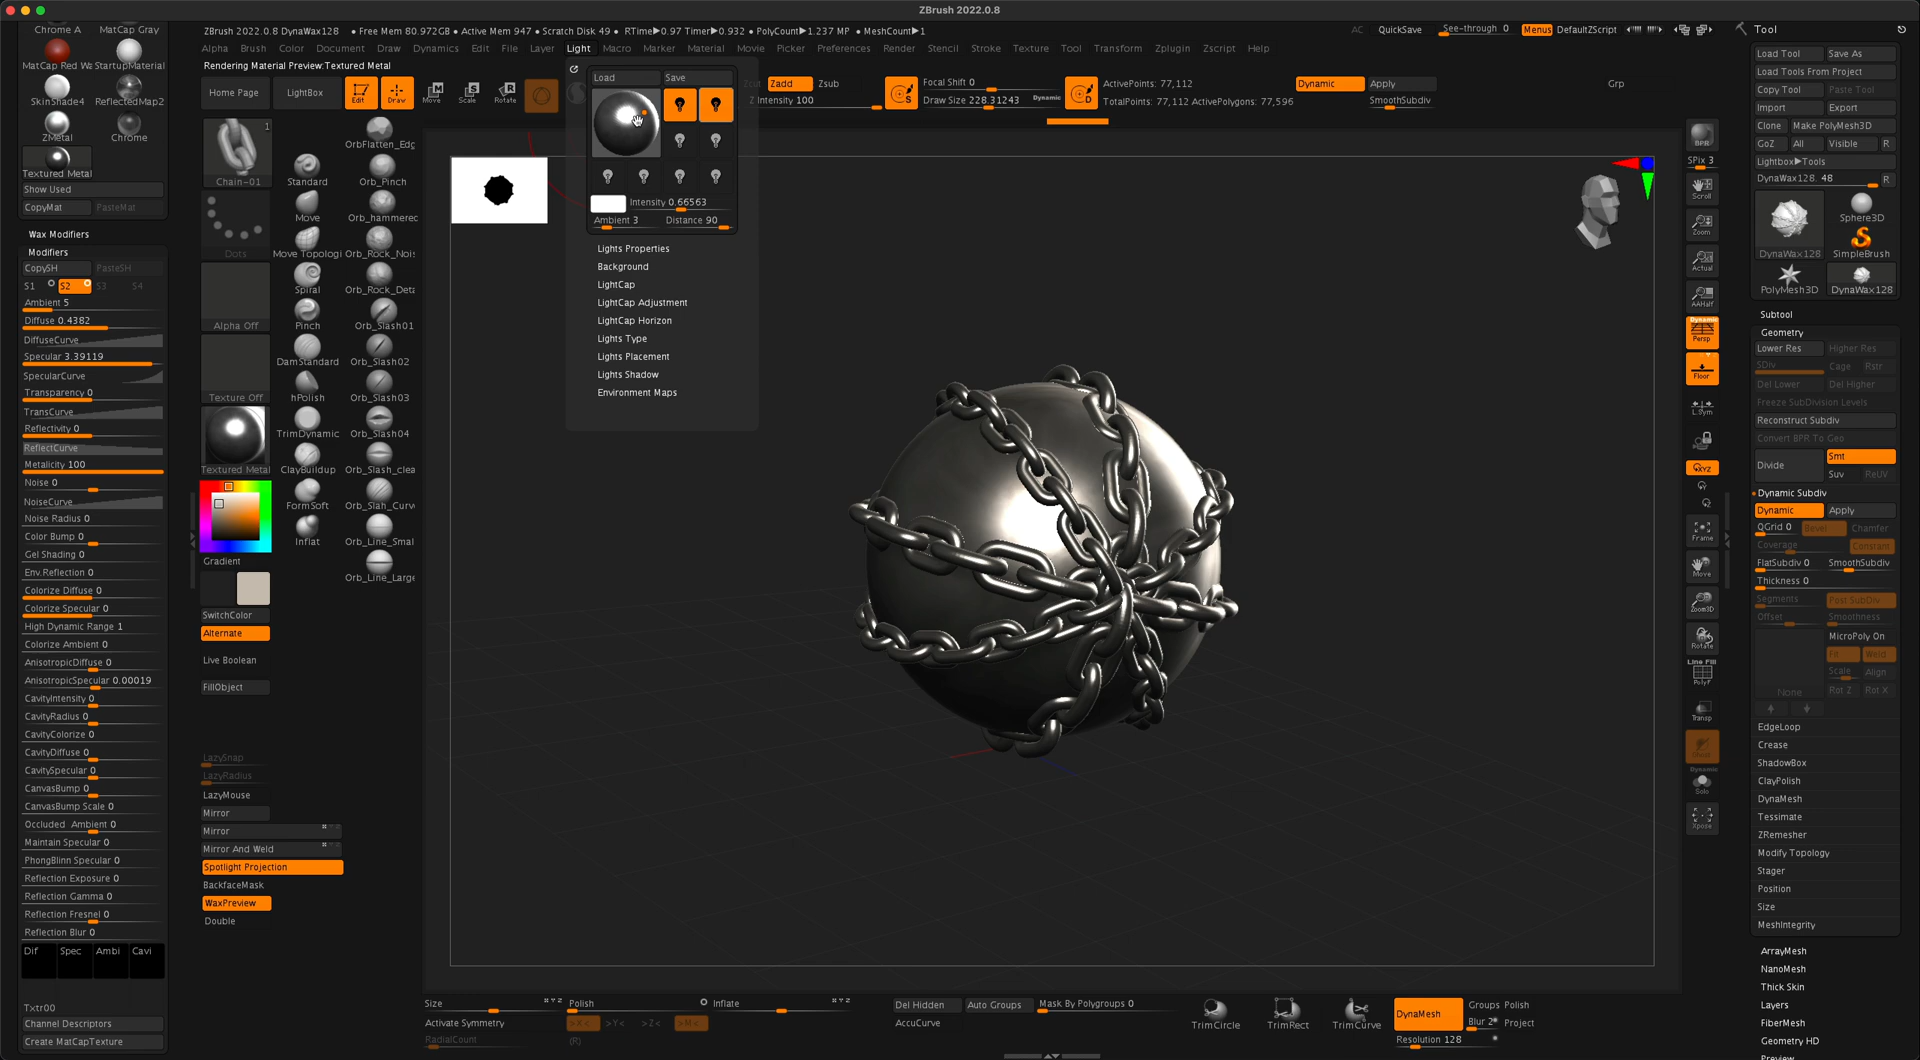 ZBrush 2022.0.8
ZBrush 2022.0.8 DynaWax128 • Free Mem 80.972GB • Active Mem 947 • Scratch Disk 49 • RTime▶0.97 Timer▶0.932 • PolyCount▶1.237 MP • MeshCount▶1
AC QuickSave See-through 0 Menus DefaultZScript
Alpha Brush Color Document Draw Dynamics Edit File Layer Light Macro Marker Material Movie Picker Preferences Render Stencil Stroke Texture Tool Transform Zplugin Zscript Help
Rendering Material Preview:Textured Metal
Home Page LightBox Edit Draw Move Scale Rotate
Zadd Zsub
Z Intensity 100
Focal Shift 0
Draw Size 228.31243 Dynamic
ActivePoints: 77,112
TotalPoints: 77,112 ActivePolygons: 77,596
Dynamic Apply
SmoothSubdiv
Grp
Chrome A MatCap Gray
MatCap Red Wa StartupMaterial
SkinShade4 ReflectedMap2
ZMetal Chrome
Textured Metal
Show Used
CopyMat PasteMat
Wax Modifiers
Modifiers
CopySH PasteSH
S1 S2 S3 S4
Ambient 5
Diffuse 0.4382
DiffuseCurve
Specular 3.39119
SpecularCurve
Transparency 0
TransCurve
Reflectivity 0
ReflectCurve
Metalicity 100
Noise 0
NoiseCurve
Noise Radius 0
Color Bump 0
Gel Shading 0
Env.Reflection 0
Colorize Diffuse 0
Colorize Specular 0
High Dynamic Range 1
Colorize Ambient 0
AnisotropicDiffuse 0
AnisotropicSpecular 0.00019
CavityIntensity 0
CavityRadius 0
CavityColorize 0
CavityDiffuse 0
CavitySpecular 0
CanvasBump 0
CanvasBump Scale 0
Occluded Ambient 0
Maintain Specular 0
PhongBlinn Specular 0
Reflection Exposure 0
Reflection Gamma 0
Reflection Fresnel 0
Reflection Blur 0
Dif Spec Ambi Cavi
Txtr00
Channel Descriptors
Create MatCapTexture
1
Chain-01
Dots
Alpha Off
Texture Off
Textured Metal
Gradient
SwitchColor
Alternate
Live Boolean
FillObject
LazySnap
LazyRadius
LazyMouse
Mirror
Mirror
Mirror And Weld
Spotlight Projection
BackfaceMask
WaxPreview
Double
Standard
Move
Move Topologi
Spiral
Pinch
DamStandard
hPolish
TrimDynamic
ClayBuildup
FormSoft
Inflat
OrbFlatten_Edg
Orb_Pinch
Orb_hammered
Orb_Rock_Nois
Orb_Rock_Deta
Orb_Slash01
Orb_Slash02
Orb_Slash03
Orb_Slash04
Orb_Slash_clea
Orb_Slah_Curv
Orb_Line_Smal
Orb_Line_Large
Load Save
Intensity 0.66563
Ambient 3 Distance 90
Lights Properties
Background
LightCap
LightCap Adjustment
LightCap Horizon
Lights Type
Lights Placement
Lights Shadow
Environment Maps
BPR
SPix 3
Scroll
Zoom
Actual
AAHalf
Dynamic
Persp
Floor
L.Sym
XYZ
Frame
Move
Zoom3D
Rotate
Line Fill
PolyF
Transp
Dynamic
Solo
Xpose
Tool
Load Tool Save As
Load Tools From Project
Copy Tool Paste Tool
Import Export
Clone Make PolyMesh3D
GoZ All Visible R
Lightbox▶Tools
DynaWax128. 48 R
DynaWax128 Sphere3D
SimpleBrush
PolyMesh3D DynaWax128
Subtool
Geometry
Lower Res Higher Res
SDiv Cage Rstr
Del Lower Del Higher
Freeze SubDivision Levels
Reconstruct Subdiv
Convert BPR To Geo
Divide Smt
Suv ReUV
Dynamic Subdiv
Dynamic Apply
QGrid 0 Bevel Chamfer
Coverage Constant
FlatSubdiv 0 SmoothSubdiv
Thickness 0
Segments Post SubDiv
Offset Smoothness
MicroPoly On
Fit Weld
Scale Align
None Rot Z Rot X
EdgeLoop
Crease
ShadowBox
ClayPolish
DynaMesh
Tessimate
ZRemesher
Modify Topology
Stager
Position
Size
MeshIntegrity
ArrayMesh
NanoMesh
Thick Skin
Layers
FiberMesh
Geometry HD
Preview
Size Polish Inflate
Activate Symmetry >X< >Y< >Z< >M<
RadialCount (R)
Del Hidden Auto Groups Mask By Polygroups 0
AccuCurve
TrimCircle TrimRect TrimCurve
DynaMesh Groups Polish
Blur 2 Project
Resolution 128